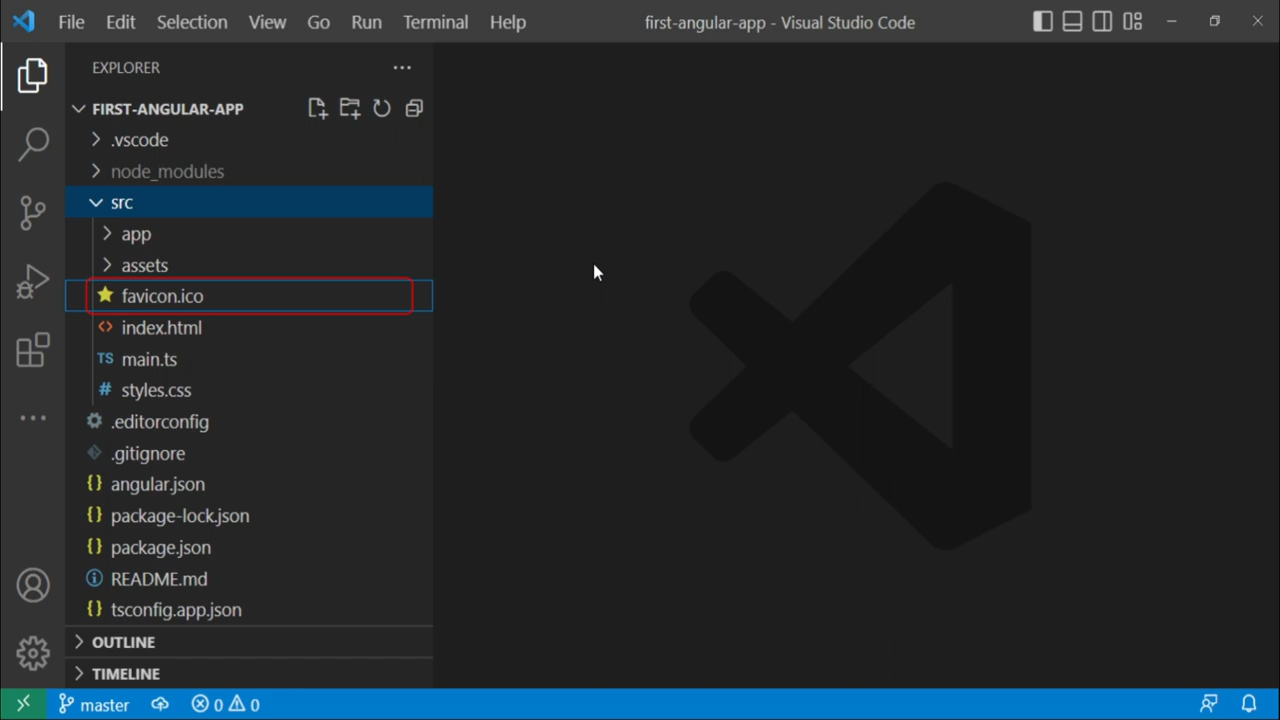 File Edit Selection View Go Run Terminal Help first-angular-app - Visual Studio Code
EXPLORER
FIRST-ANGULAR-APP
.vscode
node_modules
src
app
assets
favicon.ico
index.html
TS main.ts
# styles.css
.editorconfig
.gitignore
{} angular.json
{} package-lock.json
{} package.json
README.md
{} tsconfig.app.json
OUTLINE
TIMELINE
master 0 0